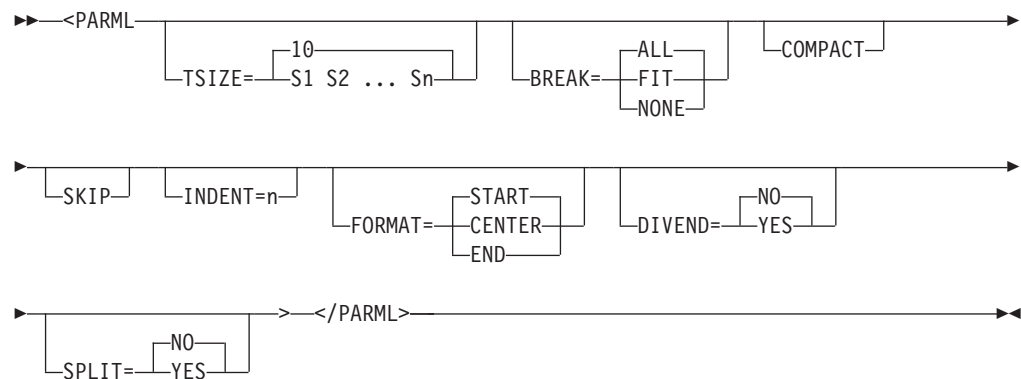 <PARML
10
ALL
COMPACT
TSIZE= S1 S2 ... Sn
BREAK= FIT
NONE
SKIP
INDENT=n
START
NO
FORMAT= CENTER
DIVEND= YES
END
> </PARML>
NO
SPLIT= YES